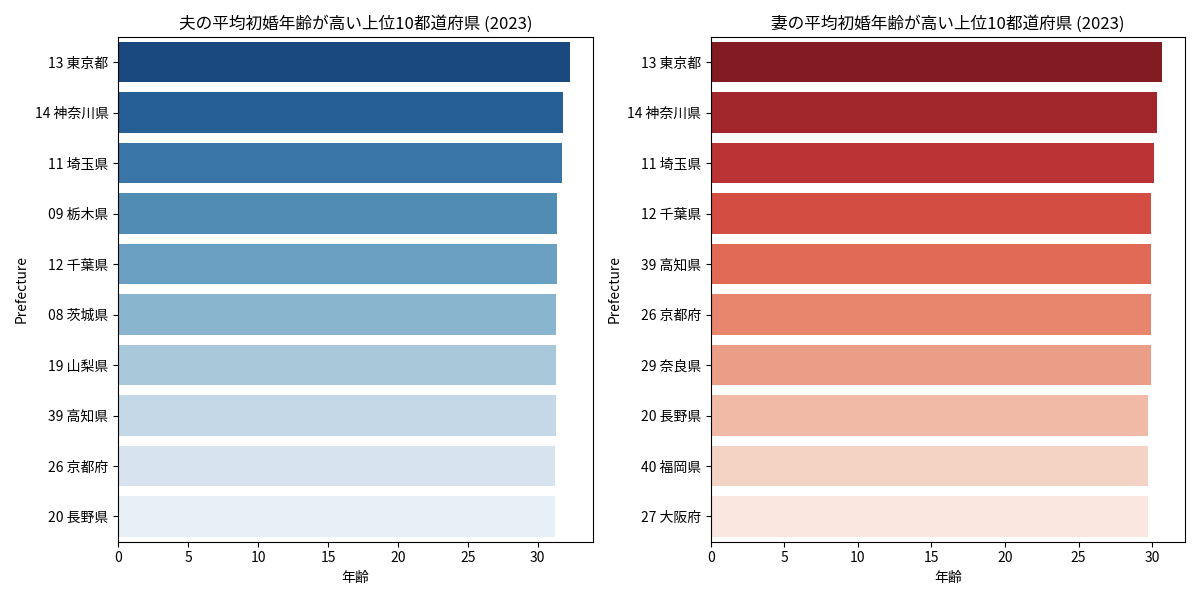 夫の平均初婚年齢が高い上位10都道府県 (2023)
Prefecture
13 東京都
14 神奈川県
11 埼玉県
09 栃木県
12 千葉県
08 茨城県
19 山梨県
39 高知県
26 京都府
20 長野県
0 5 10 15 20 25 30
年齢
妻の平均初婚年齢が高い上位10都道府県 (2023)
Prefecture
13 東京都
14 神奈川県
11 埼玉県
12 千葉県
39 高知県
26 京都府
29 奈良県
20 長野県
40 福岡県
27 大阪府
0 5 10 15 20 25 30
年齢